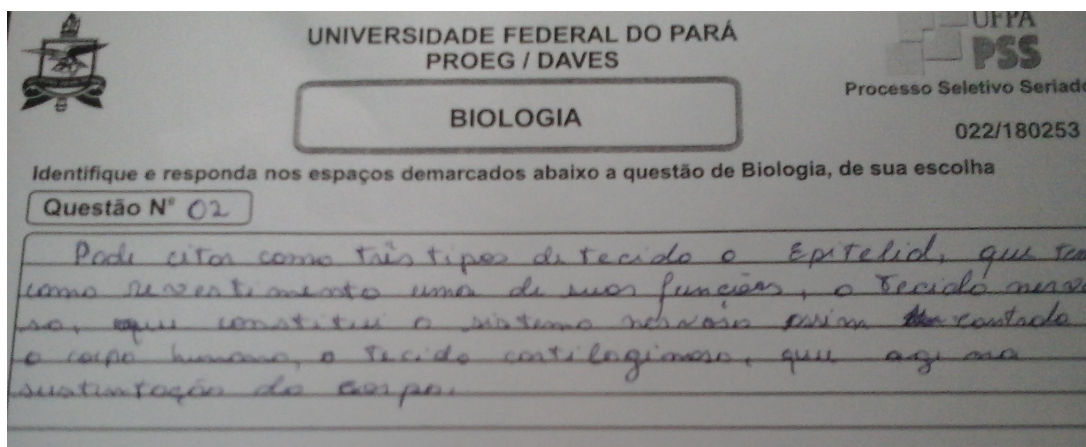 UNIVERSIDADE FEDERAL DO PARÁ
PROEG / DAVES
UFPA
PSS
Processo Seletivo Seriado
BIOLOGIA
022/180253
Identifique e responda nos espaços demarcados abaixo a questão de Biologia, de sua escolha
Questão N° 02
Pode citar como três tipos de tecido o Epitelial, que tem
como revestimento uma de suas funções, o Tecido nervo
so, que constitui o sistema nervoso assim controla
o corpo humano, o Tecido cartilaginoso, que age na
sustentação do corpo.